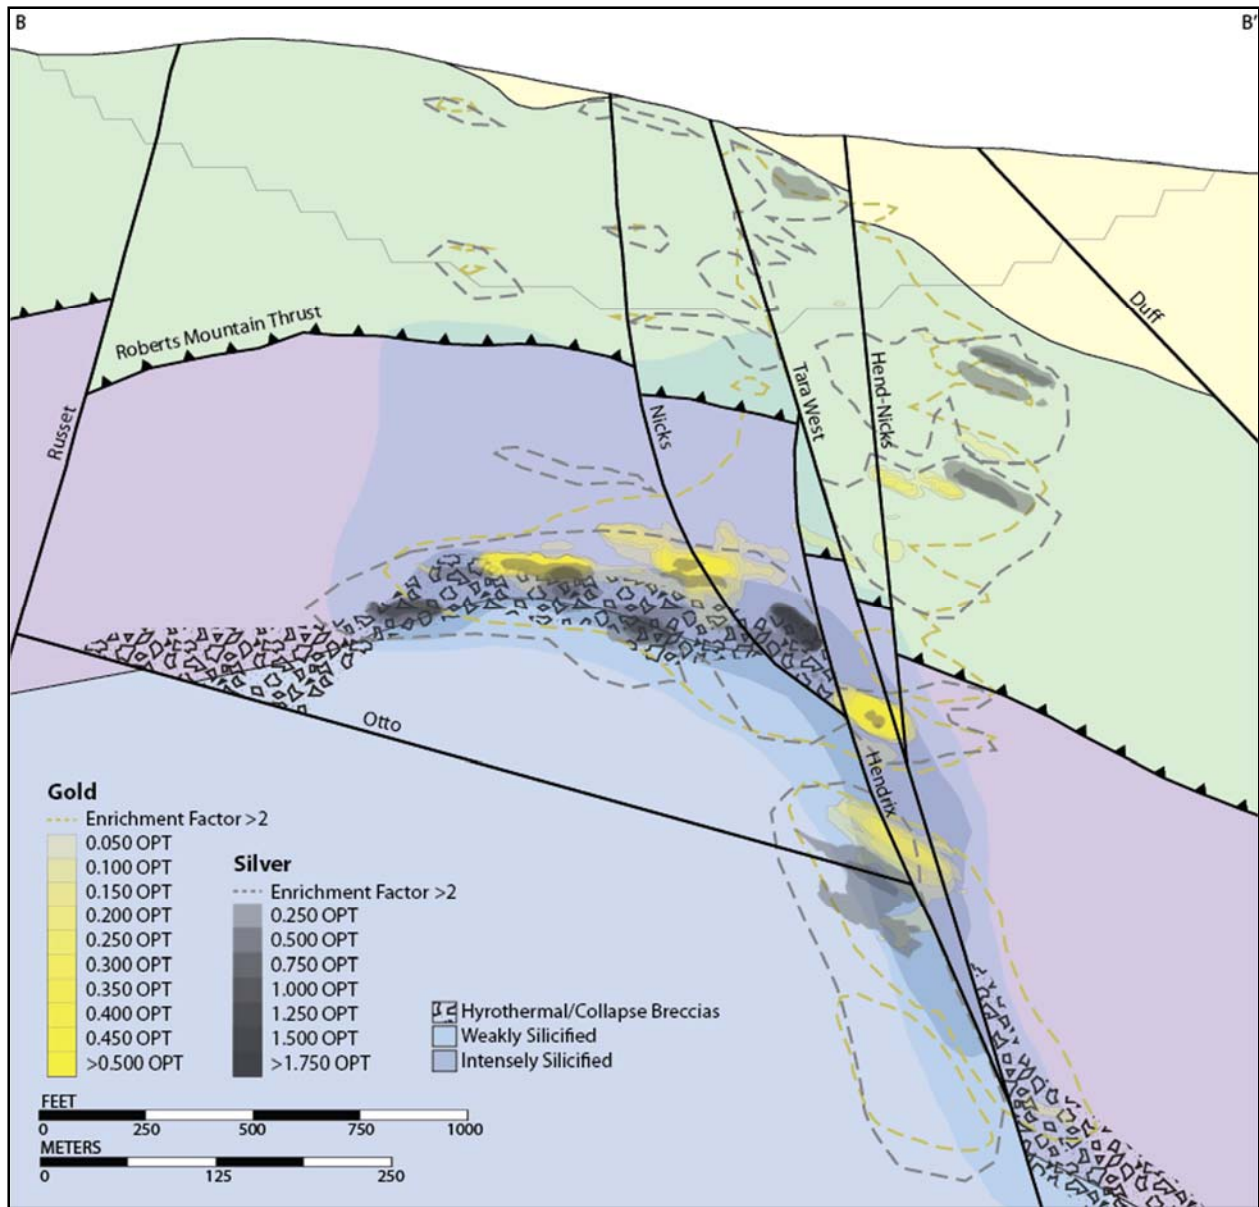 B
B'
Roberts Mountain Thrust
Duff
Russet
Nicks
Tara West
Hend-Nicks
Otto
Hendrix
Gold
Enrichment Factor >2
0.050 OPT
0.100 OPT
0.150 OPT
0.200 OPT
0.250 OPT
0.300 OPT
0.350 OPT
0.400 OPT
0.450 OPT
>0.500 OPT
Silver
Enrichment Factor >2
0.250 OPT
0.500 OPT
0.750 OPT
1.000 OPT
1.250 OPT
1.500 OPT
>1.750 OPT
Hyrothermal/Collapse Breccias
Weakly Silicified
Intensely Silicified
FEET
0 250 500 750 1000
METERS
0 125 250